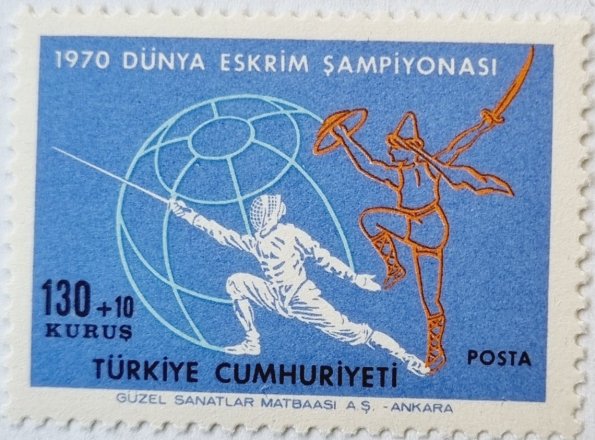 1970 DÜNYA ESKRİM ŞAMPİYONASI
130 +10
KURUŞ
TÜRKİYE CUMHURİYETİ
POSTA
GÜZEL SANATLAR MATBAASI A Ş. -ANKARA